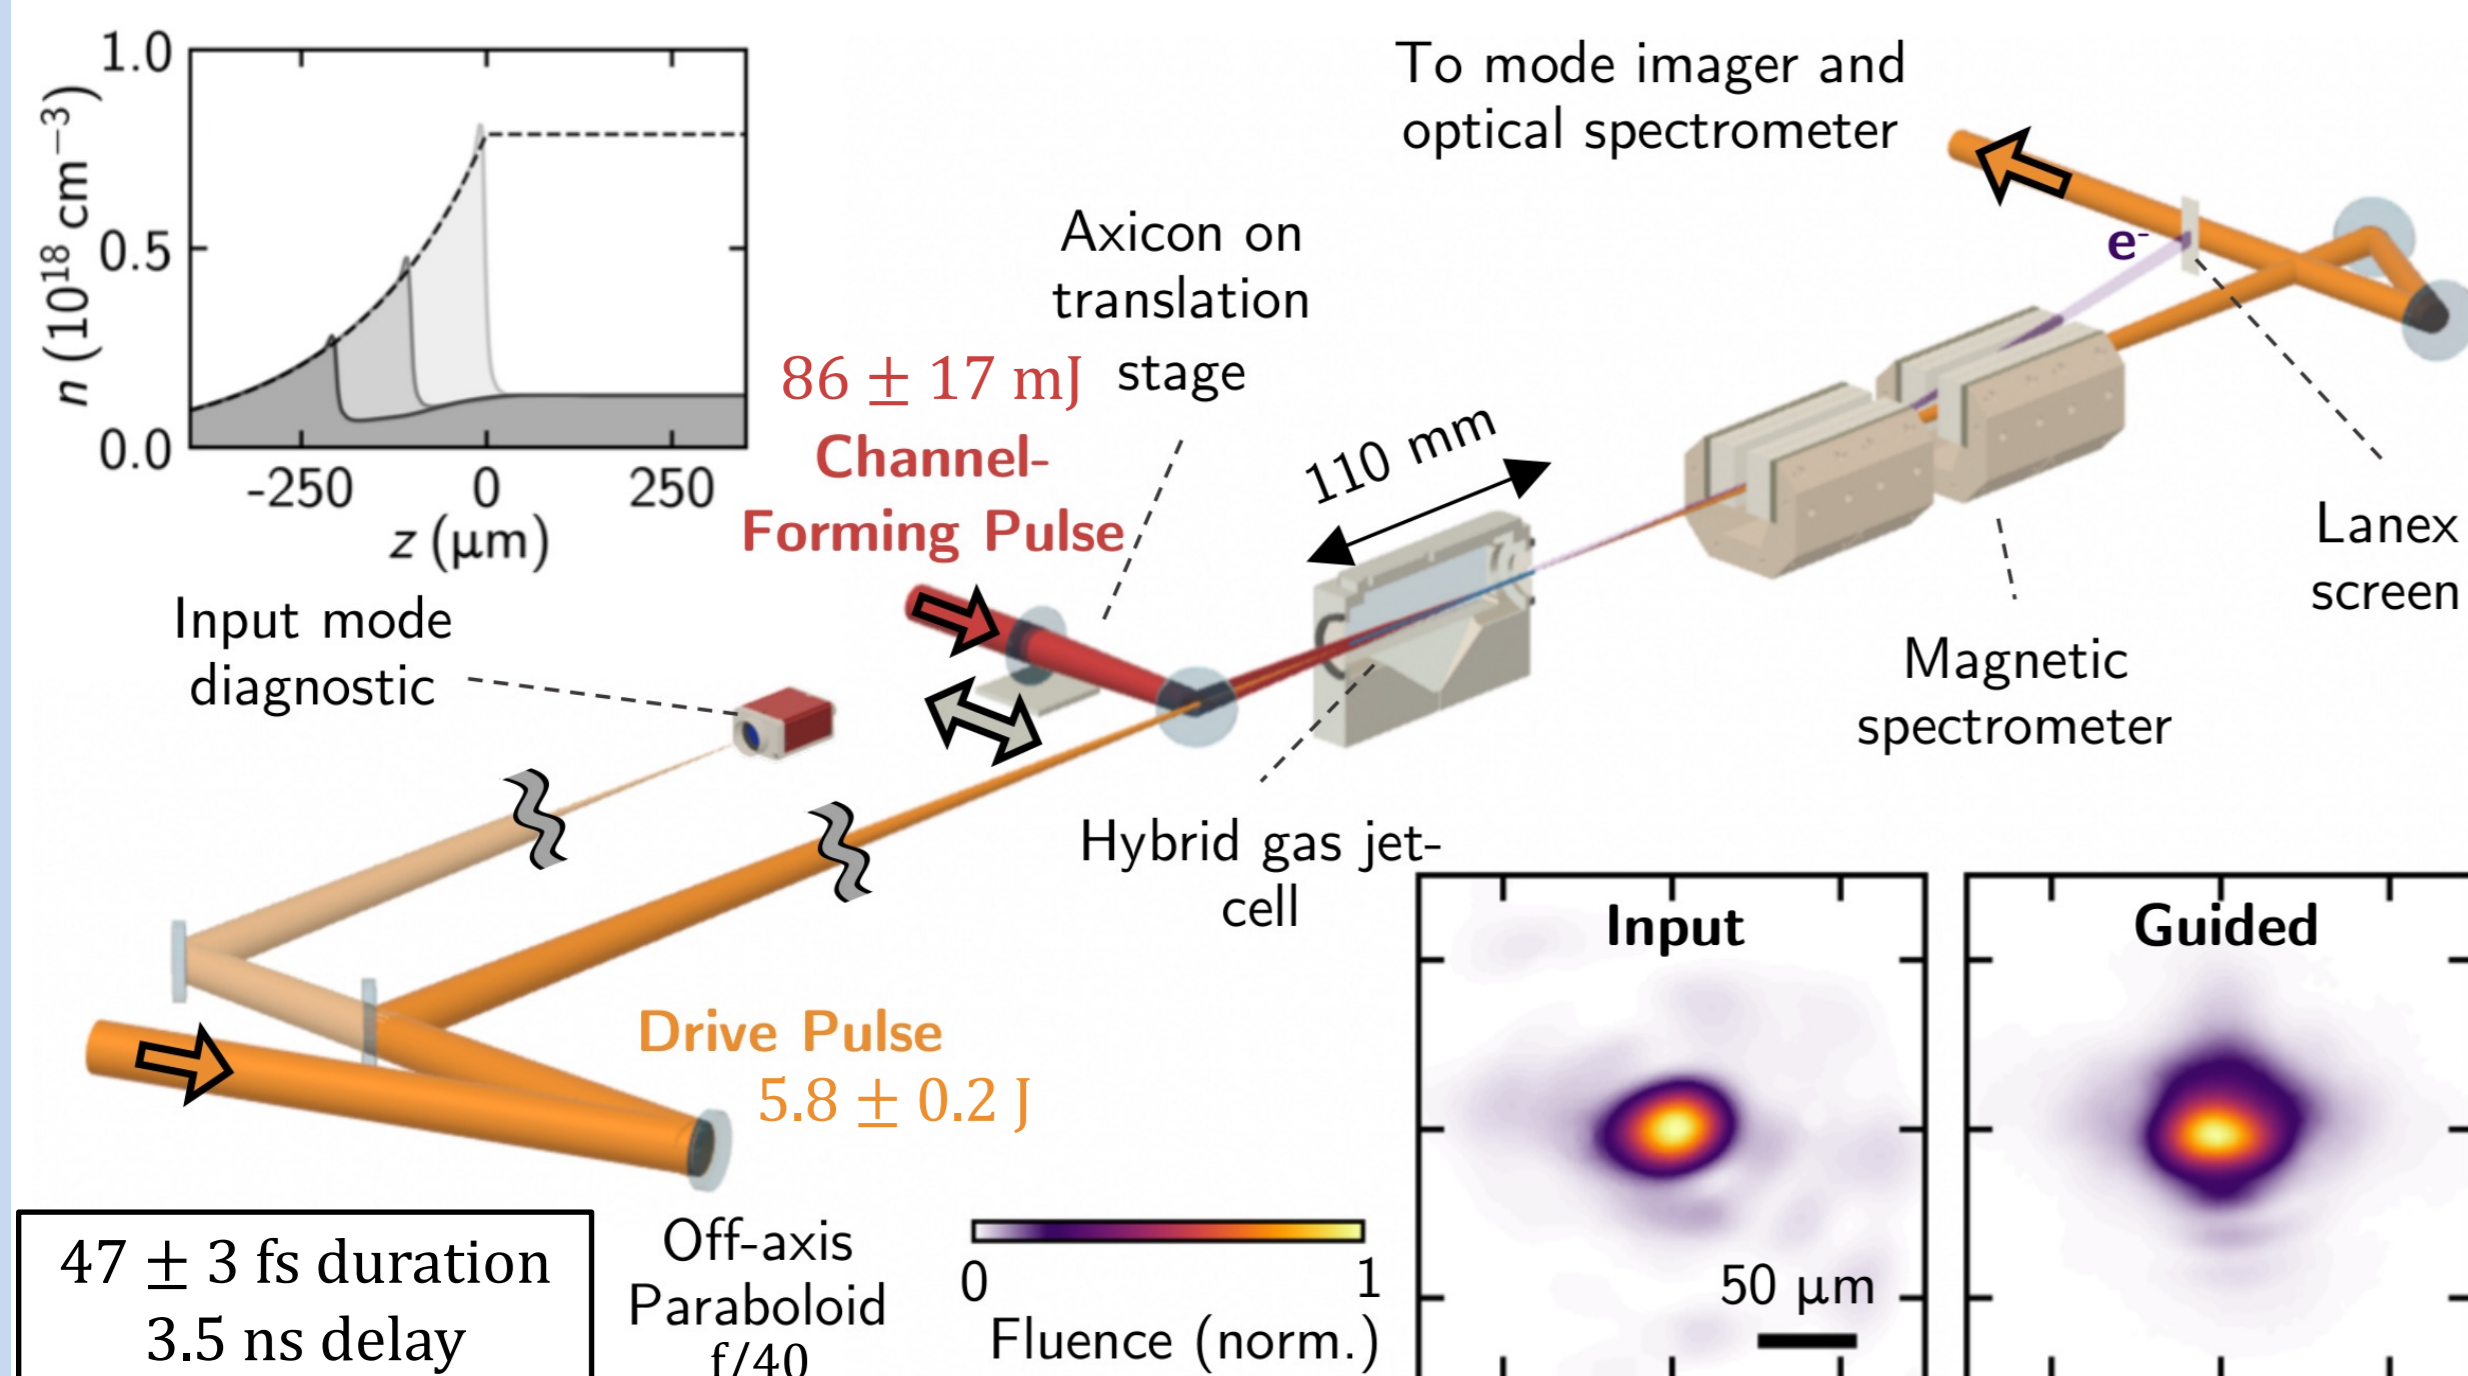 1.0
0.5
0.0
n (10¹⁸ cm⁻³)
-250
0
250
z (µm)
To mode imager and
optical spectrometer
Axicon on
translation
stage
86 ± 17 mJ
Channel-
Forming Pulse
110 mm
e⁻
Lanex
screen
Magnetic
spectrometer
Input mode
diagnostic
Hybrid gas jet-
cell
Drive Pulse
5.8 ± 0.2 J
47 ± 3 fs duration
3.5 ns delay
Off-axis
Paraboloid
f/40
0
1
Fluence (norm.)
Input
50 µm
Guided